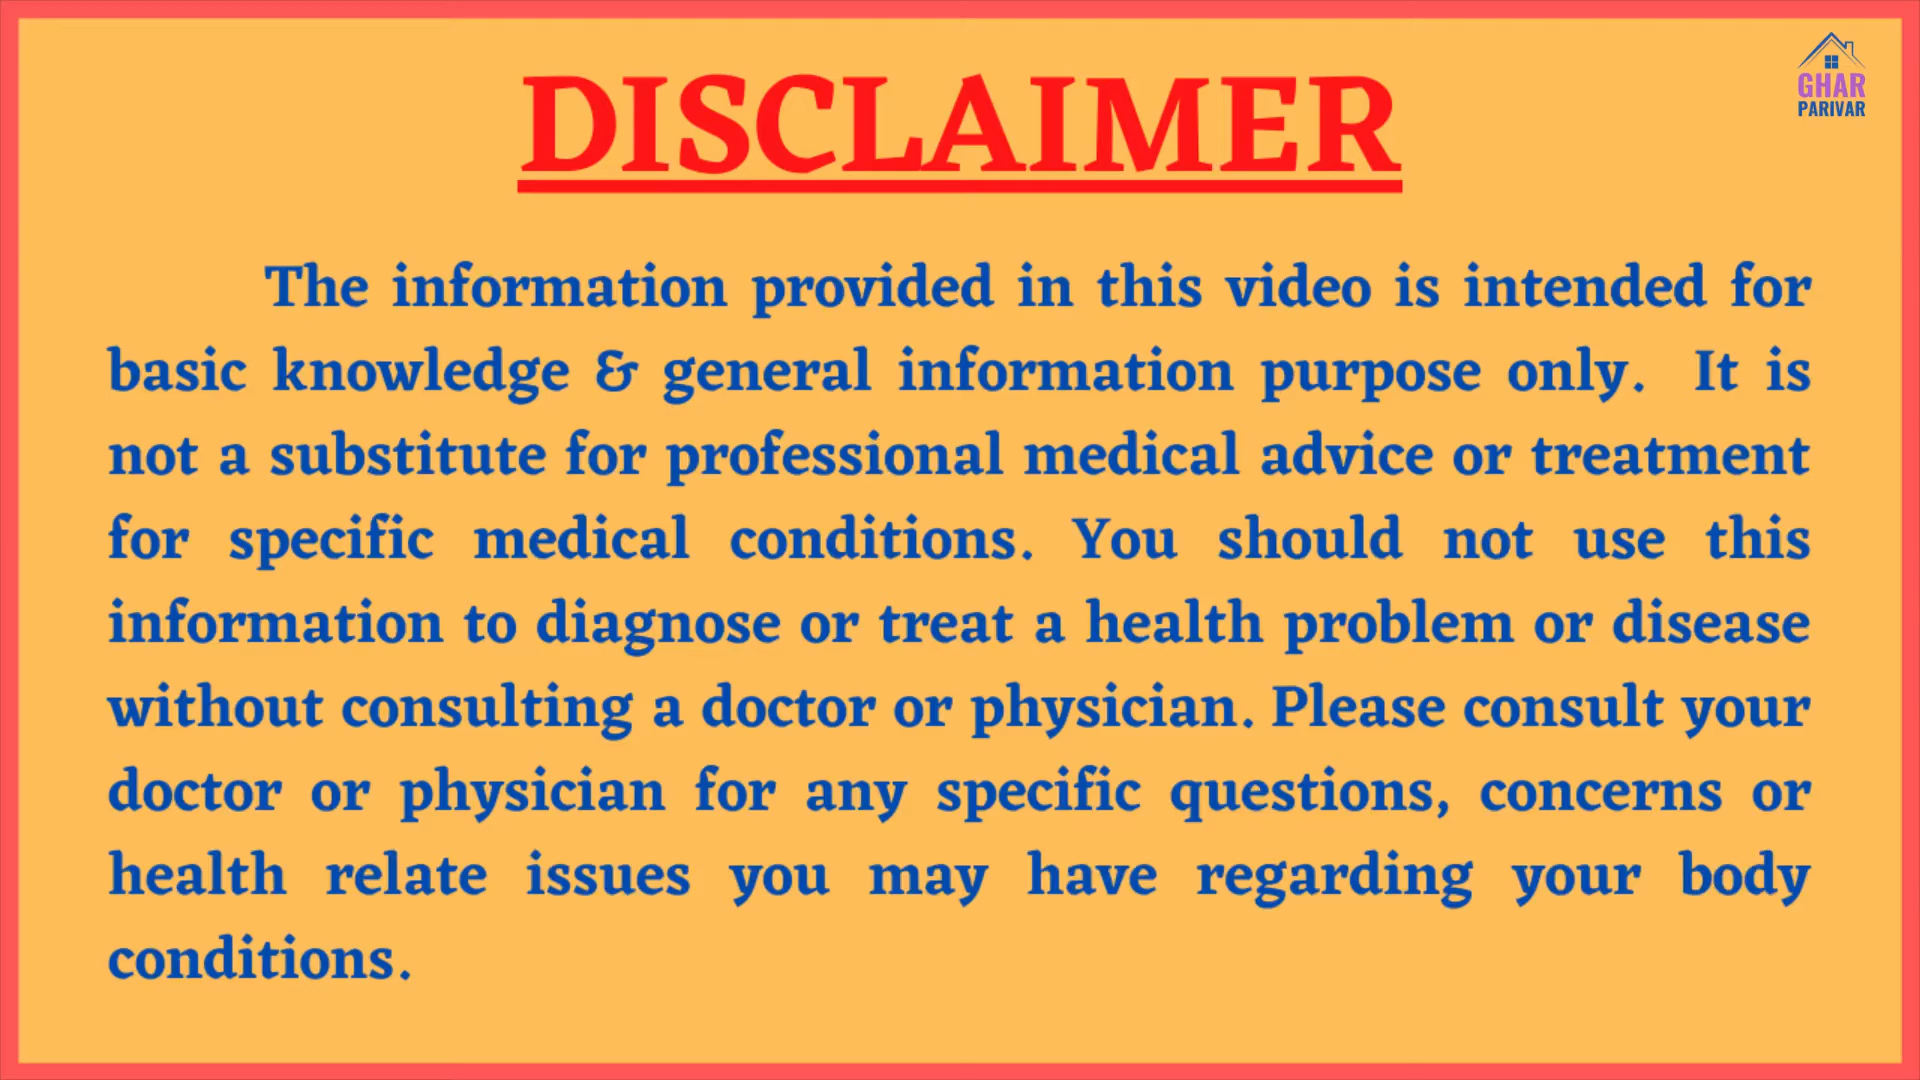 GHAR
PARIVAR
DISCLAIMER
The information provided in this video is intended for
basic knowledge & general information purpose only. It is
not a substitute for professional medical advice or treatment
for specific medical conditions. You should not use this
information to diagnose or treat a health problem or disease
without consulting a doctor or physician. Please consult your
doctor or physician for any specific questions, concerns or
health relate issues you may have regarding your body
conditions.